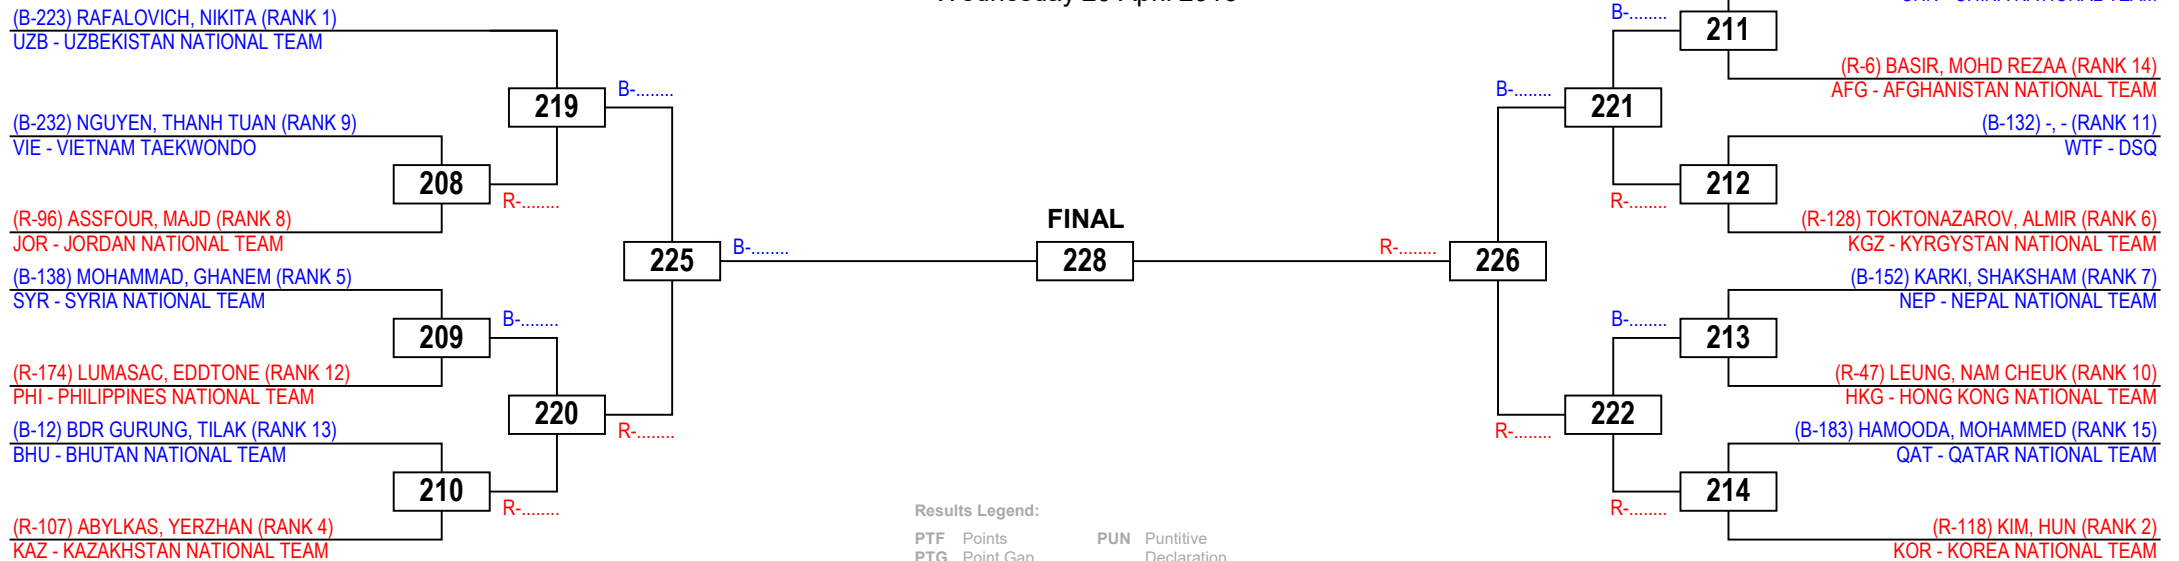 (B-223) RAFALOVICH, NIKITA (RANK 1)
UZB - UZBEKISTAN NATIONAL TEAM
219
B-........
(B-232) NGUYEN, THANH TUAN (RANK 9)
VIE - VIETNAM TAEKWONDO
208
R-........
(R-96) ASSFOUR, MAJD (RANK 8)
JOR - JORDAN NATIONAL TEAM
225
B-........
(B-138) MOHAMMAD, GHANEM (RANK 5)
SYR - SYRIA NATIONAL TEAM
209
B-........
(R-174) LUMASAC, EDDTONE (RANK 12)
PHI - PHILIPPINES NATIONAL TEAM
220
R-........
(B-12) BDR GURUNG, TILAK (RANK 13)
BHU - BHUTAN NATIONAL TEAM
210
R-........
(R-107) ABYLKAS, YERZHAN (RANK 4)
KAZ - KAZAKHSTAN NATIONAL TEAM
FINAL
228
Results Legend:
PTF Points PUN Puntitive
PTG Point Gap Declaration
B-........
211
(R-6) BASIR, MOHD REZAA (RANK 14)
AFG - AFGHANISTAN NATIONAL TEAM
B-........
221
(B-132) -, - (RANK 11)
WTF - DSQ
212
R-........
(R-128) TOKTONAZAROV, ALMIR (RANK 6)
KGZ - KYRGYSTAN NATIONAL TEAM
R-........
226
(B-152) KARKI, SHAKSHAM (RANK 7)
NEP - NEPAL NATIONAL TEAM
B-........
213
(R-47) LEUNG, NAM CHEUK (RANK 10)
HKG - HONG KONG NATIONAL TEAM
222
R-........
(B-183) HAMOODA, MOHAMMED (RANK 15)
QAT - QATAR NATIONAL TEAM
214
R-........
(R-118) KIM, HUN (RANK 2)
KOR - KOREA NATIONAL TEAM